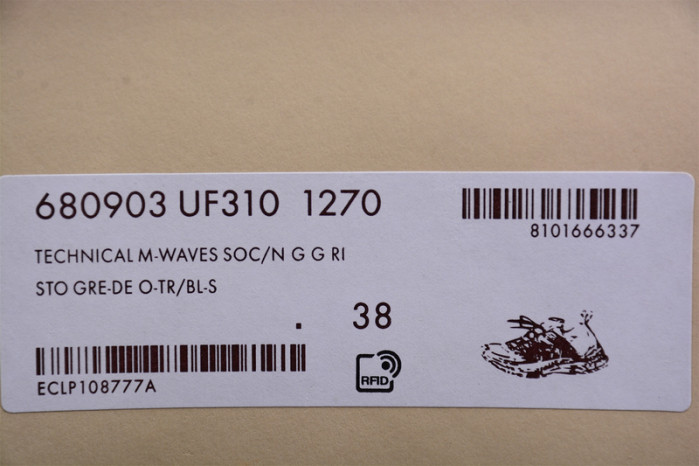 680903 UF310 1270
8101666337
TECHNICAL M-WAVES SOC/N G G RI
STO GRE-DE O-TR/BL-S
. 38
ECLP108777A
RFID